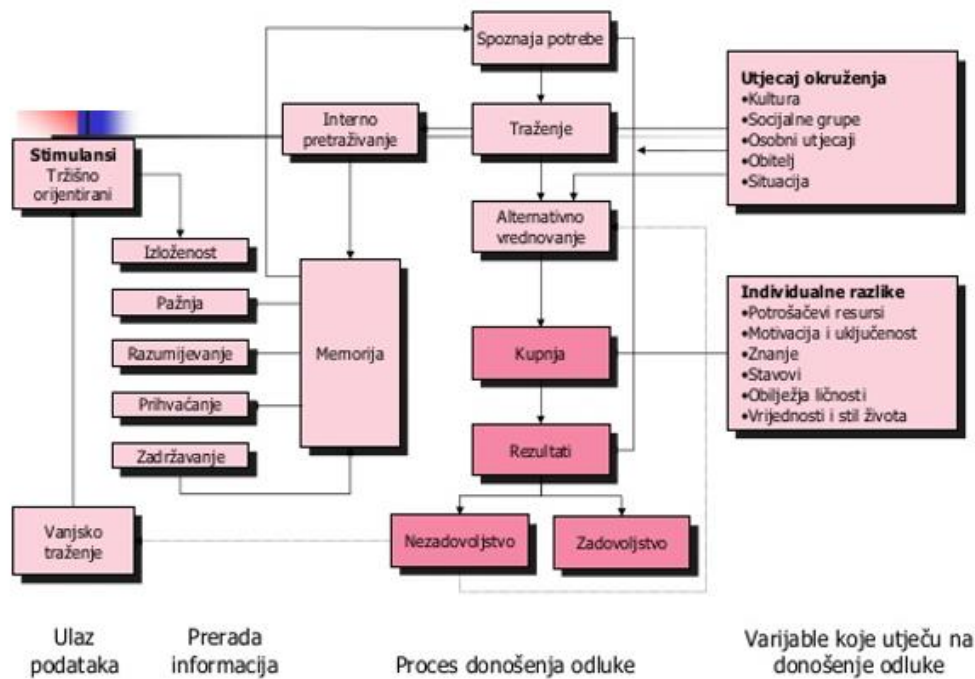 Spoznaja potrebe
Utjecaj okruženja
•Kultura
•Socijalne grupe
•Osobni utjecaji
•Obitelj
•Situacija
Interno
pretraživanje
Traženje
Stimulansi
Tržišno
orijentirani
Alternativno
vrednovanje
Izloženost
Pažnja
Razumijevanje
Prihvaćanje
Zadržavanje
Memorija
Individualne razlike
•Potrošačevi resursi
•Motivacija i uključenost
•Znanje
•Stavovi
•Obilježja ličnosti
•Vrijednosti i stil života
Kupnja
Rezultati
Vanjsko
traženje
Nezadovoljstvo
Zadovoljstvo
Ulaz
podataka
Prerada
informacija
Proces donošenja odluke
Varijable koje utječu na
donošenje odluke